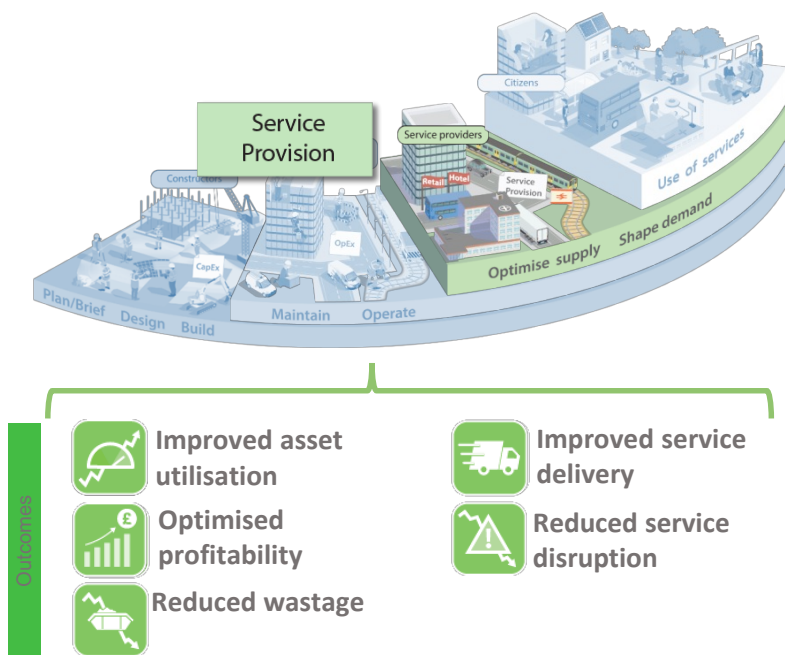 Citizens
Service
Provision
Service providers
Constructors
Retail
Hotel
Service
Provision
Use of services
OpEx
CapEx
Optimise supply Shape demand
Plan/Brief Design Build
Maintain Operate
Outcomes
Improved asset
utilisation
Optimised
profitability
Reduced wastage
Improved service
delivery
Reduced service
disruption
£